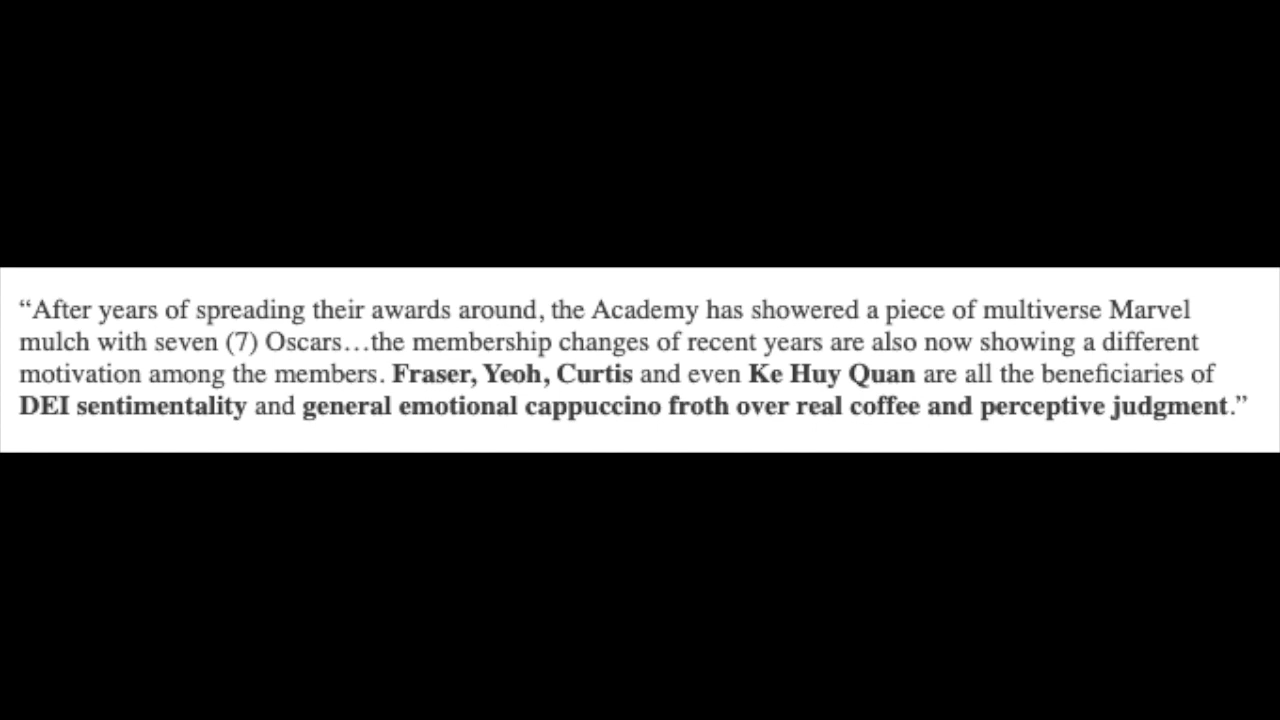 “After years of spreading their awards around, the Academy has showered a piece of multiverse Marvel
mulch with seven (7) Oscars…the membership changes of recent years are also now showing a different
motivation among the members. Fraser, Yeoh, Curtis and even Ke Huy Quan are all the beneficiaries of
DEI sentimentality and general emotional cappuccino froth over real coffee and perceptive judgment.”